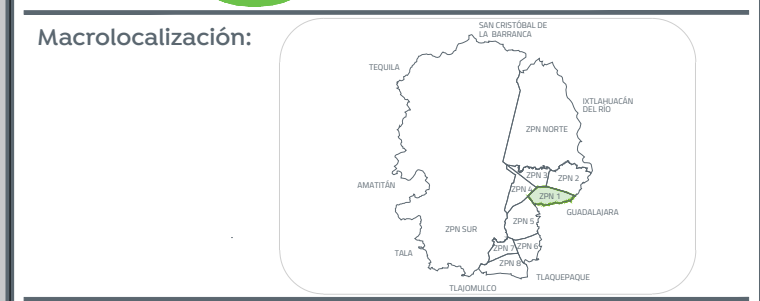 Macrolocalización:
SAN CRISTÓBAL DE
LA BARRANCA
TEQUILA
IXTLAHUACÁN
DEL RÍO
ZPN NORTE
ZPN 3
ZPN 2
AMATITÁN
ZPN 4
ZPN 1
GUADALAJARA
ZPN 5
ZPN SUR
ZPN 7
ZPN 6
TALA
ZPN 8
TLAQUEPAQUE
TLAJOMULCO